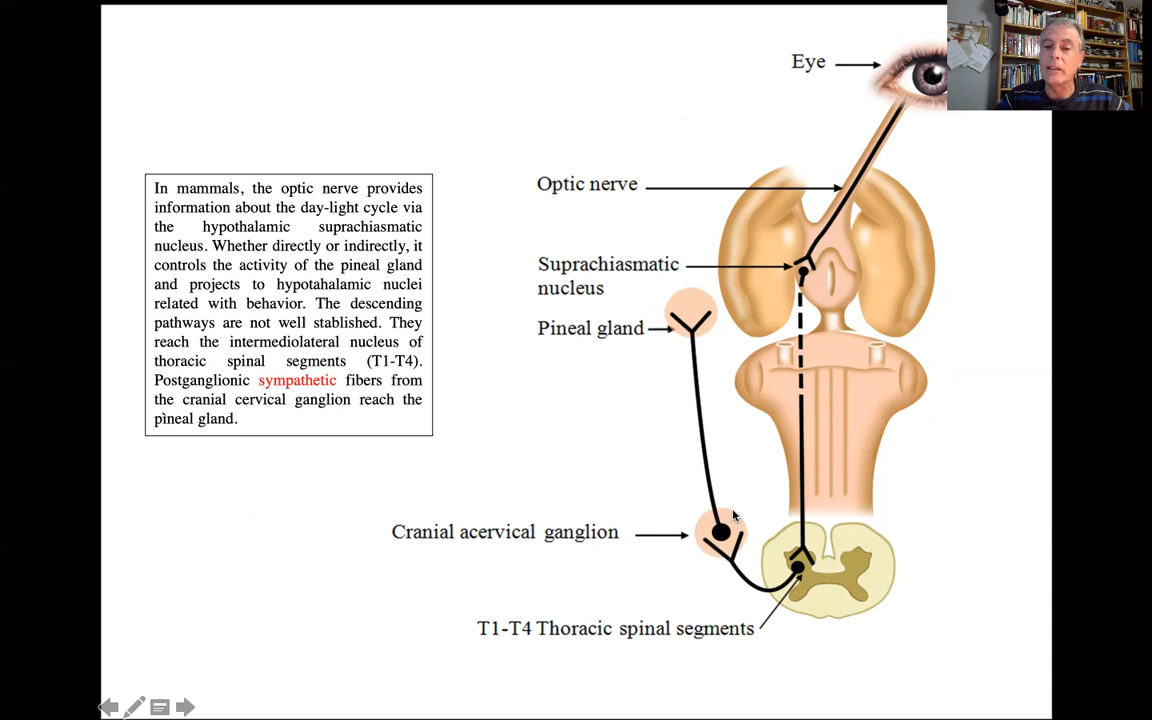 Eye
In mammals, the optic nerve provides
information about the day-light cycle via
the hypothalamic suprachiasmatic
nucleus. Whether directly or indirectly, it
controls the activity of the pineal gland
and projects to hypotahalamic nuclei
related with behavior. The descending
pathways are not well stablished. They
reach the intermediolateral nucleus of
thoracic spinal segments (T1-T4).
Postganglionic sympathetic fibers from
the cranial cervical ganglion reach the
pìneal gland.
Optic nerve
Suprachiasmatic
nucleus
Pineal gland
Cranial acervical ganglion
T1-T4 Thoracic spinal segments